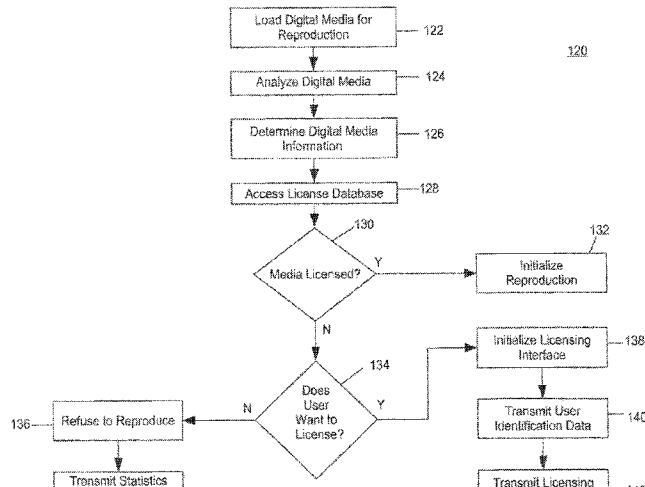 Load Digital Media for
Reproduction
122
120
Analyze Digital Media
124
Determine Digital Media
Information
126
Access License Database
128
130
132
Media Licensed?
Y
Initialize
Reproduction
N
134
Initialize Licensing
Interface
138
Does
User
Want to
License?
N
Y
136
Refuse to Reproduce
Transmit User
Identification Data
140
Transmit Statistics
Transmit Licensing